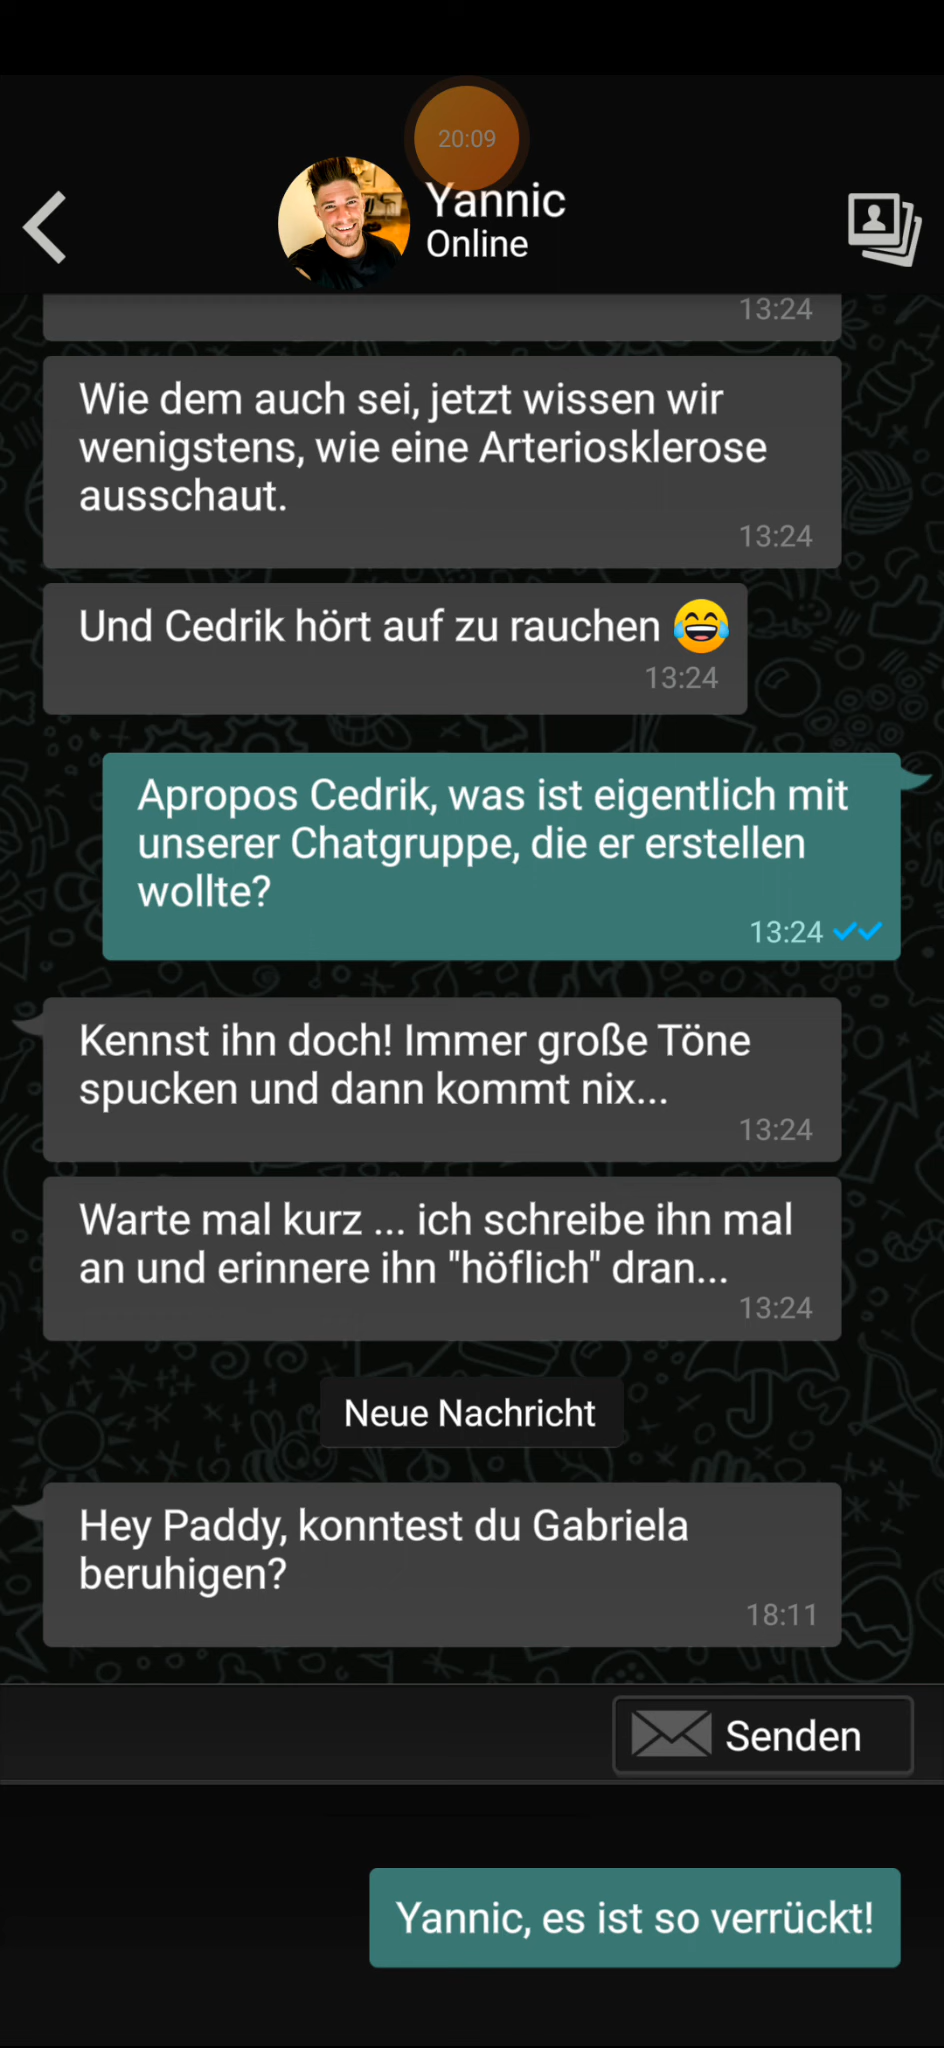 20:09
Yannic
Online
13:24
Wie dem auch sei, jetzt wissen wir
wenigstens, wie eine Arteriosklerose
ausschaut.
13:24
Und Cedrik hört auf zu rauchen 😂
13:24
Apropos Cedrik, was ist eigentlich mit
unserer Chatgruppe, die er erstellen
wollte?
13:24
Kennst ihn doch! Immer große Töne
spucken und dann kommt nix...
13:24
Warte mal kurz ... ich schreibe ihn mal
an und erinnere ihn "höflich" dran...
13:24
Neue Nachricht
Hey Paddy, konntest du Gabriela
beruhigen?
18:11
Senden
Yannic, es ist so verrückt!